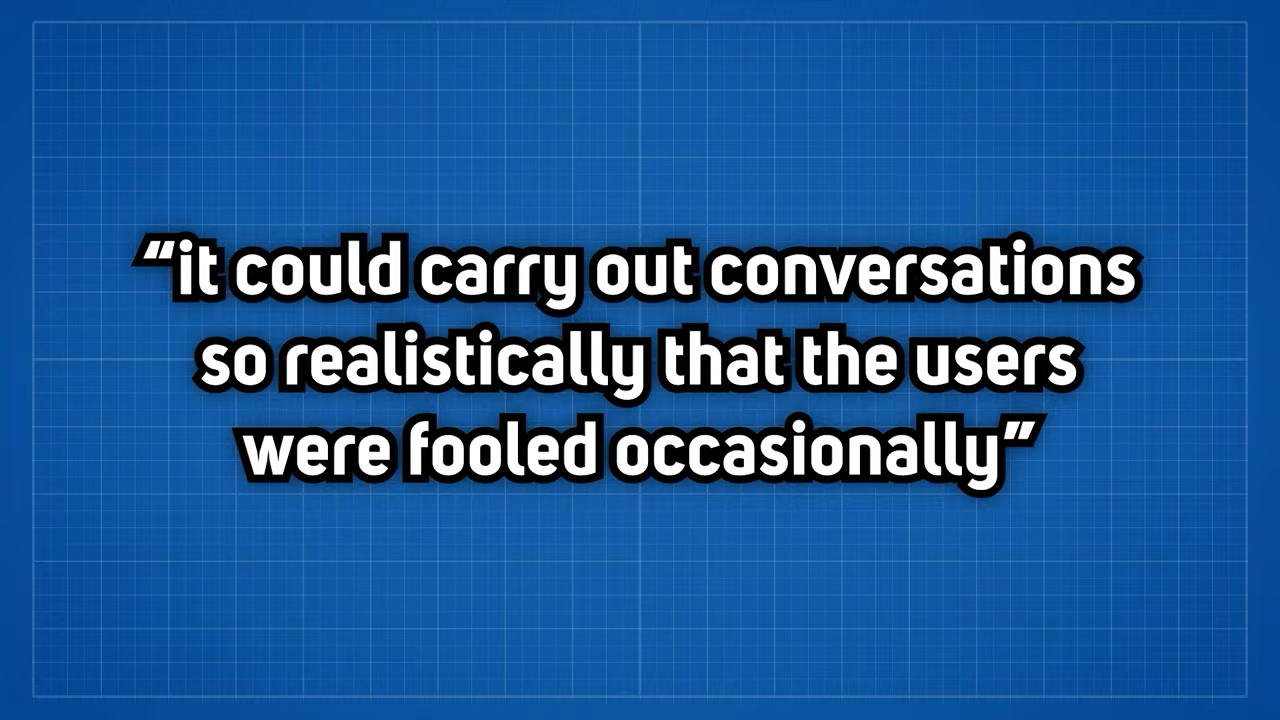 “it could carry out conversations
so realistically that the users
were fooled occasionally”